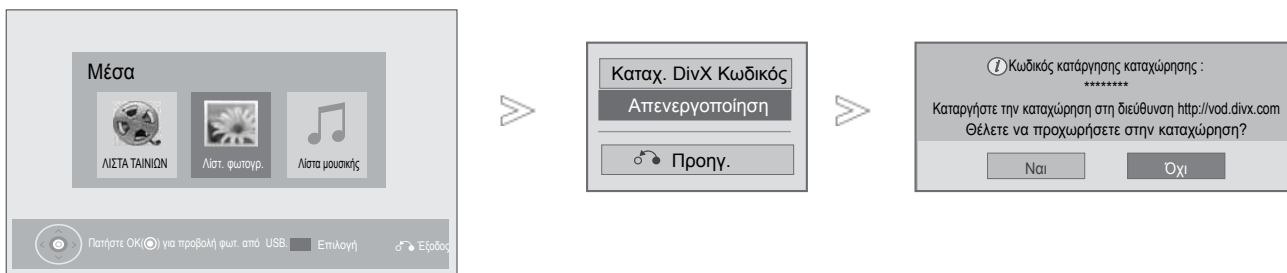 Μέσα
ΛΙΣΤΑ ΤΑΙΝΙΩΝ
Λίστ. φωτογρ.
Λίστα μουσικής
Πατήστε OK(◉) για προβολή φωτ. από USB.
Επιλογή
Έξοδος
Καταχ. DivX Κωδικός
Απενεργοποίηση
Προηγ.
Κωδικός κατάργησης καταχώρησης :
********
Καταργήστε την καταχώρηση στη διεύθυνση http://vod.divx.com
Θέλετε να προχωρήσετε στην καταχώρηση?
Ναι
Όχι